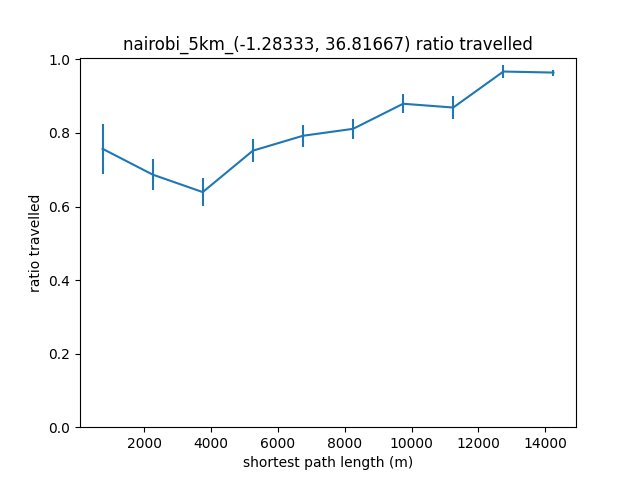 nairobi_5km_(-1.28333, 36.81667) ratio travelled
1.0
0.8
0.6
0.4
0.2
0.0
ratio travelled
2000 4000 6000 8000 10000 12000 14000
shortest path length (m)